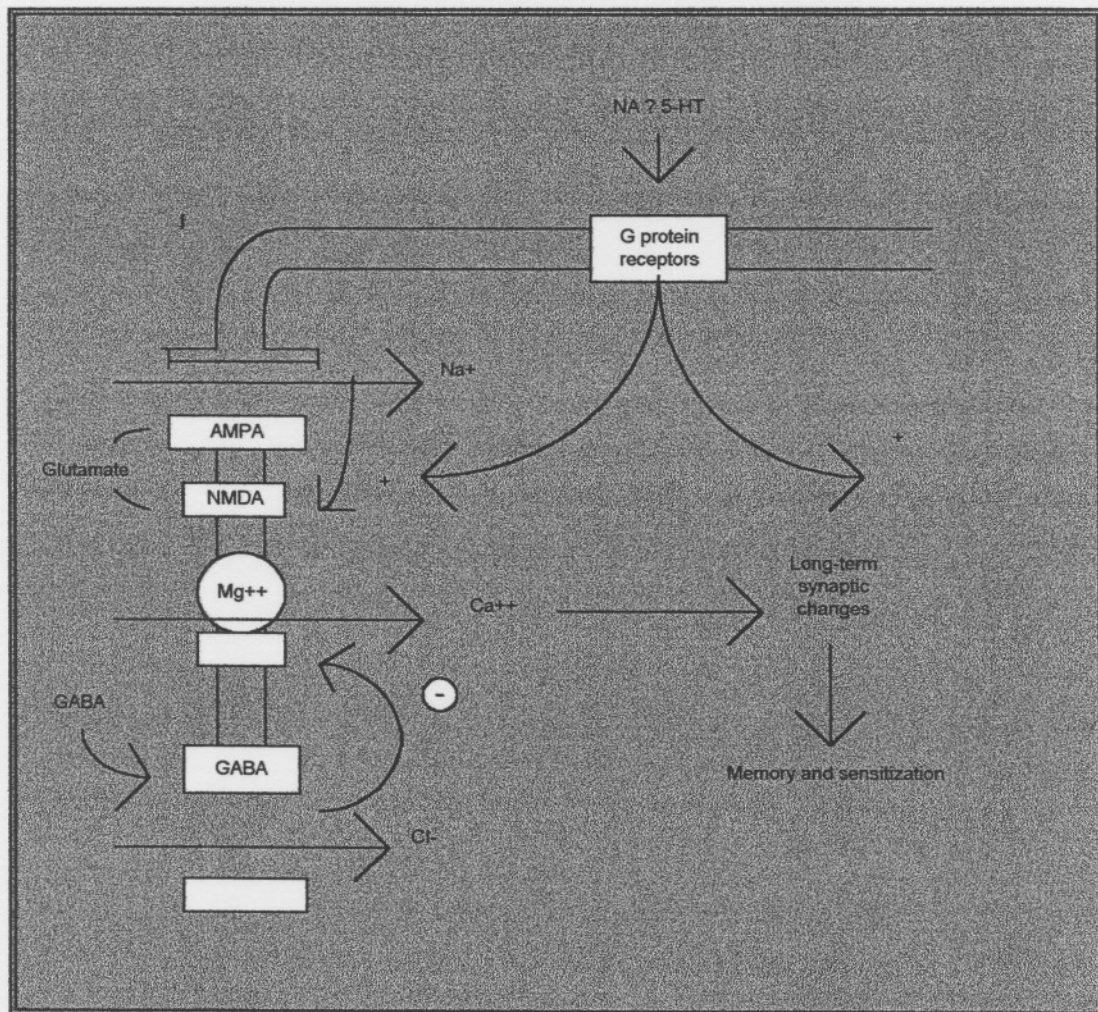 NA ? 5-HT
G protein
receptors
Na+
AMPA
+
Glutamate
+
NMDA
Long-term
synaptic
changes
Mg++
Ca++
-
GABA
GABA
Memory and sensitization
Cl-